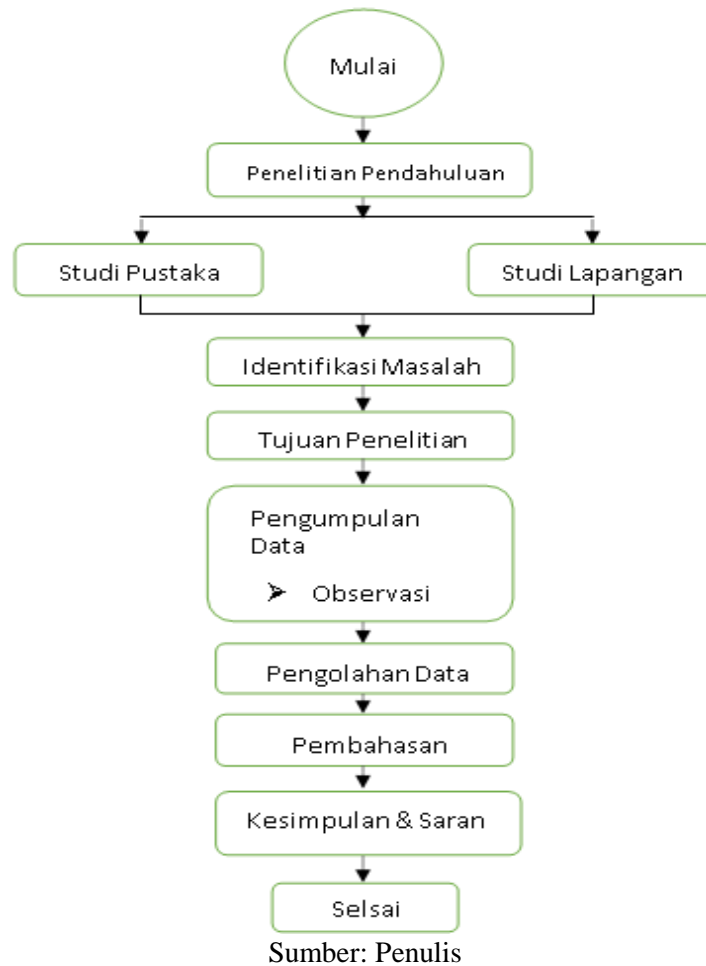 Mulai
Penelitian Pendahuluan
Studi Pustaka
Studi Lapangan
Identifikasi Masalah
Tujuan Penelitian
Pengumpulan
Data
➢ Observasi
Pengolahan Data
Pembahasan
Kesimpulan & Saran
Selsai
Sumber: Penulis